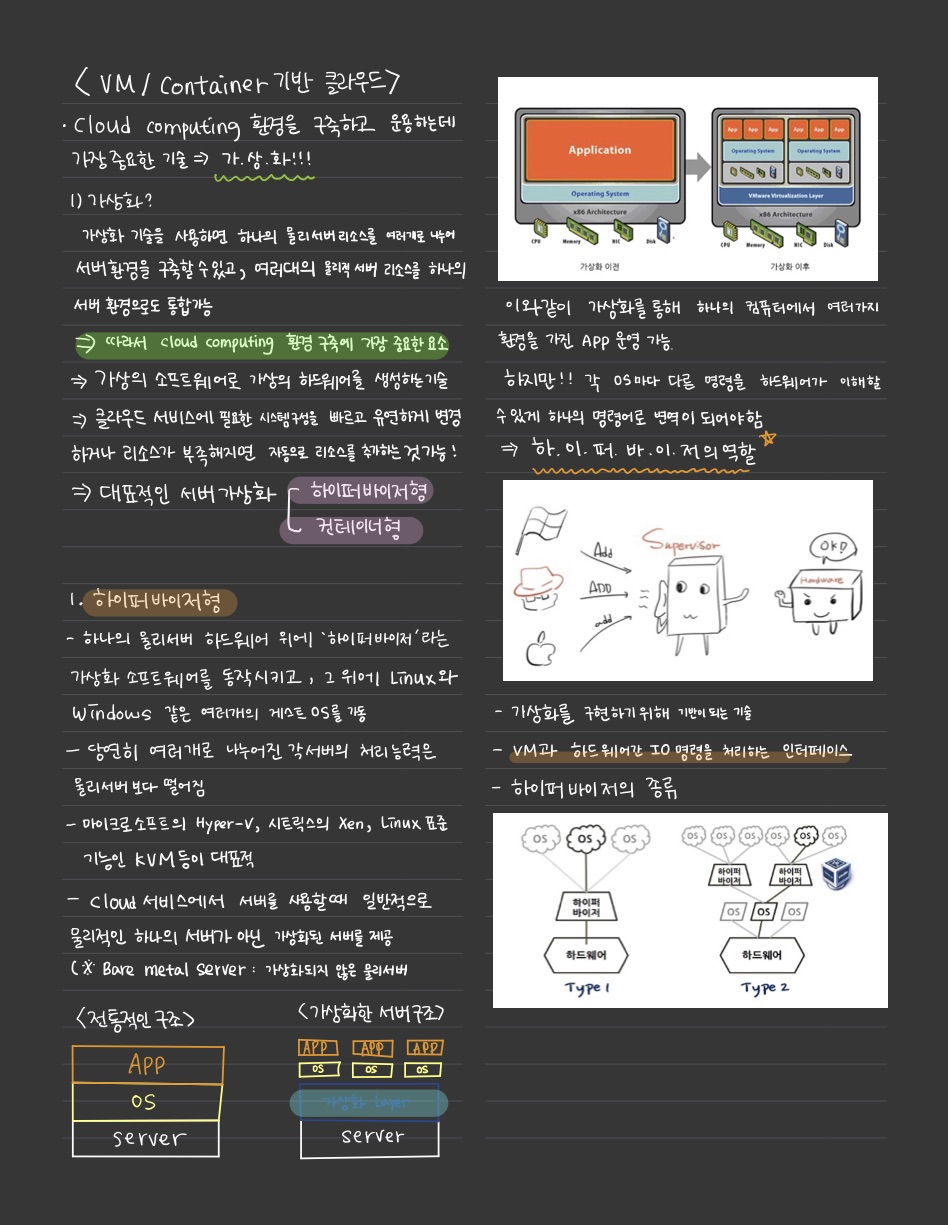 <VM/Container 기반 클라우드>
· Cloud computing 환경을 구축하고 운용하는데
가장 중요한 기술 => 가.상.화!!!
1) 가상화?
가상화 기술을 사용하면 하나의 물리서버 리소스를 여러개로 나누어
서버환경을 구축할 수 있고, 여러대의 물리적 서버 리소스를 하나의
서버 환경으로도 통합가능
=> 따라서 cloud computing 환경 구축에 가장 중요한 요소
=> 가상의 소프트웨어로 가상의 하드웨어를 생성하는 기술
=> 클라우드 서비스에 필요한 시스템구성을 빠르고 유연하게 변경
하거나 리소스가 부족해지면 자동으로 리소스를 추가하는 것 가능!
=> 대표적인 서버가상화 하이퍼바이저형
컨테이너형
1. 하이퍼바이저형
- 하나의 물리서버 하드웨어 위에 '하이퍼바이저'라는
가상화 소프트웨어를 동작시키고, 그 위에 Linux와
Windows 같은 여러개의 게스트 OS를 가동
- 당연히 여러개로 나누어진 각서버의 처리능력은
물리서버보다 떨어짐
- 마이크로소프트의 Hyper-V, 시트릭스의 Xen, Linux 표준
기능인 KVM 등이 대표적
- Cloud 서비스에서 서버를 사용할 때 일반적으로
물리적인 하나의 서버가 아닌 가상화된 서버를 제공
(※ Bare metal server : 가상화되지 않은 물리서버
<전통적인 구조>
APP
OS
server
<가상화한 서버구조>
APP APP APP
OS OS OS
가상화 Layer
server
Application
Operating System
x86 Architecture
CPU Memory NIC Disk
가상화 이전
App App App App App App
Operating System Operating System
VMware Virtualization Layer
x86 Architecture
CPU Memory NIC Disk
가상화 이후
이와같이 가상화를 통해 하나의 컴퓨터에서 여러가지
환경을 가진 APP 운영 가능.
하지만!! 각 OS마다 다른 명령을 하드웨어가 이해할
수 있게 하나의 명령어로 번역이 되어야함
=> 하.이.퍼.바.이.저의 역할
Add
ADD
add
Supervisor
OK!
Hardware
- 가상화를 구현하기 위해 기반이 되는 기술
- VM과 하드웨어간 IO 명령을 처리하는 인터페이스
- 하이퍼바이저의 종류
OS OS OS
하이퍼
바이저
하드웨어
Type 1
OS OS OS OS OS OS
하이퍼
바이저
하이퍼
바이저
OS OS OS
하드웨어
Type 2